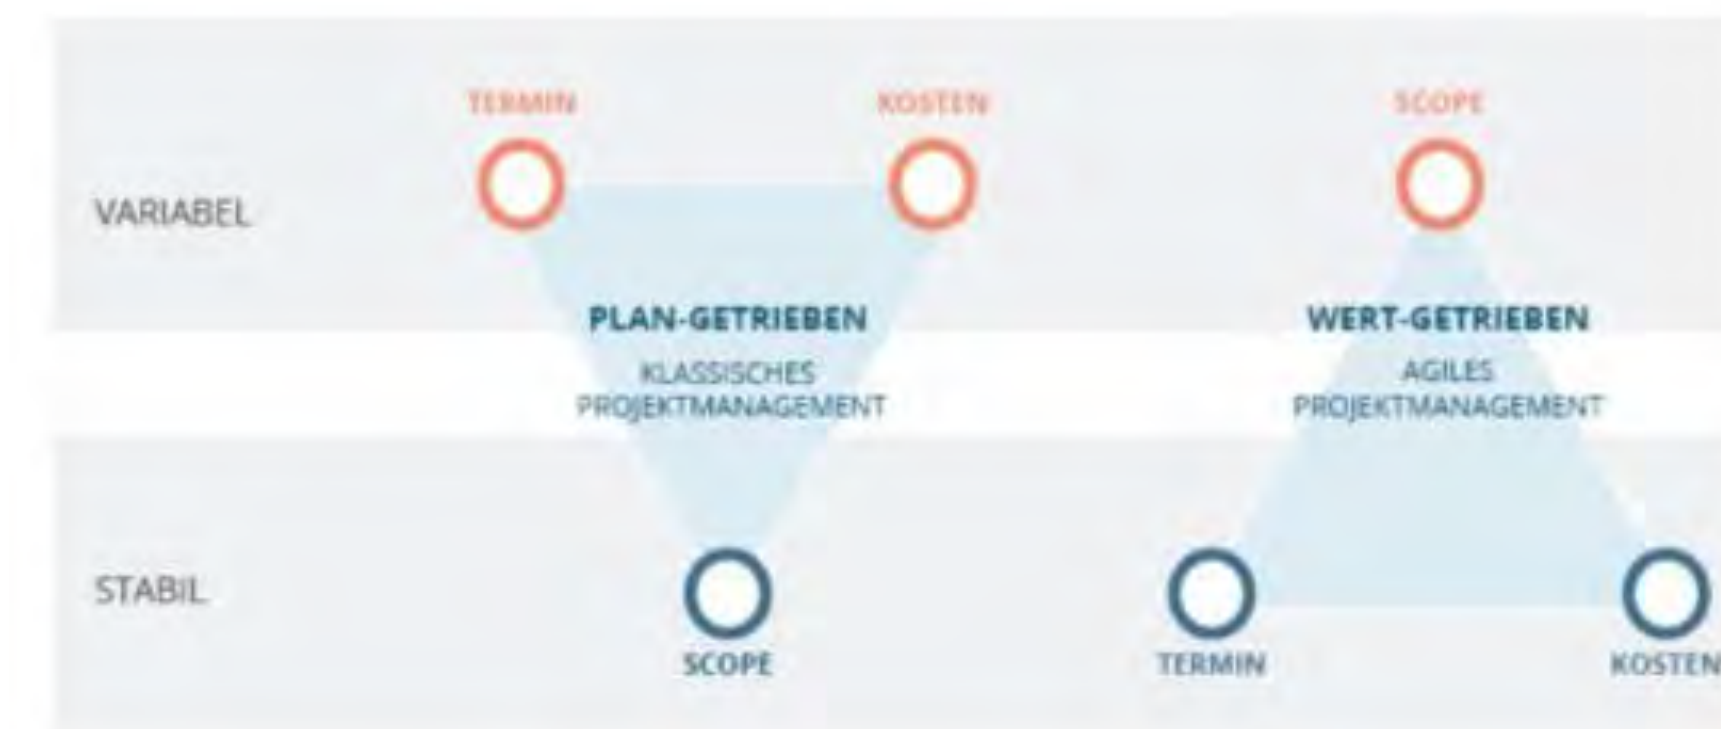 TERMIN
KOSTEN
SCOPE
VARIABEL
PLAN-GETRIEBEN
WERT-GETRIEBEN
KLASSISCHES
PROJEKTMANAGEMENT
AGILES
PROJEKTMANAGEMENT
STABIL
SCOPE
TERMIN
KOSTEN